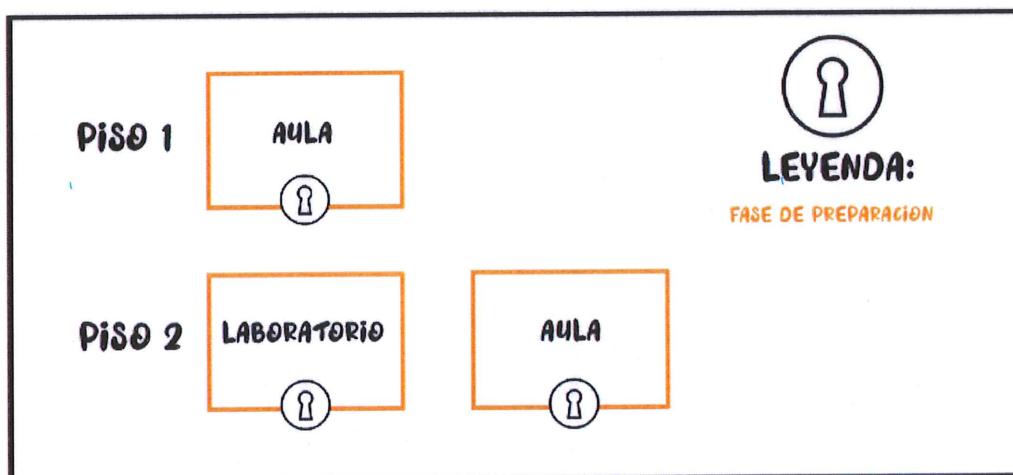 PISO 1
AULA
LEYENDA:
FASE DE PREPARACION
PISO 2
LABORATORIO
AULA